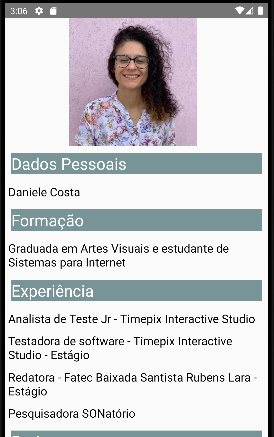 3:06
Dados Pessoais
Daniele Costa
Formação
Graduada em Artes Visuais e estudante de
Sistemas para Internet
Experiência
Analista de Teste Jr - Timepix Interactive Studio
Testadora de software - Timepix Interactive
Studio - Estágio
Redatora - Fatec Baixada Santista Rubens Lara -
Estágio
Pesquisadora SONatório